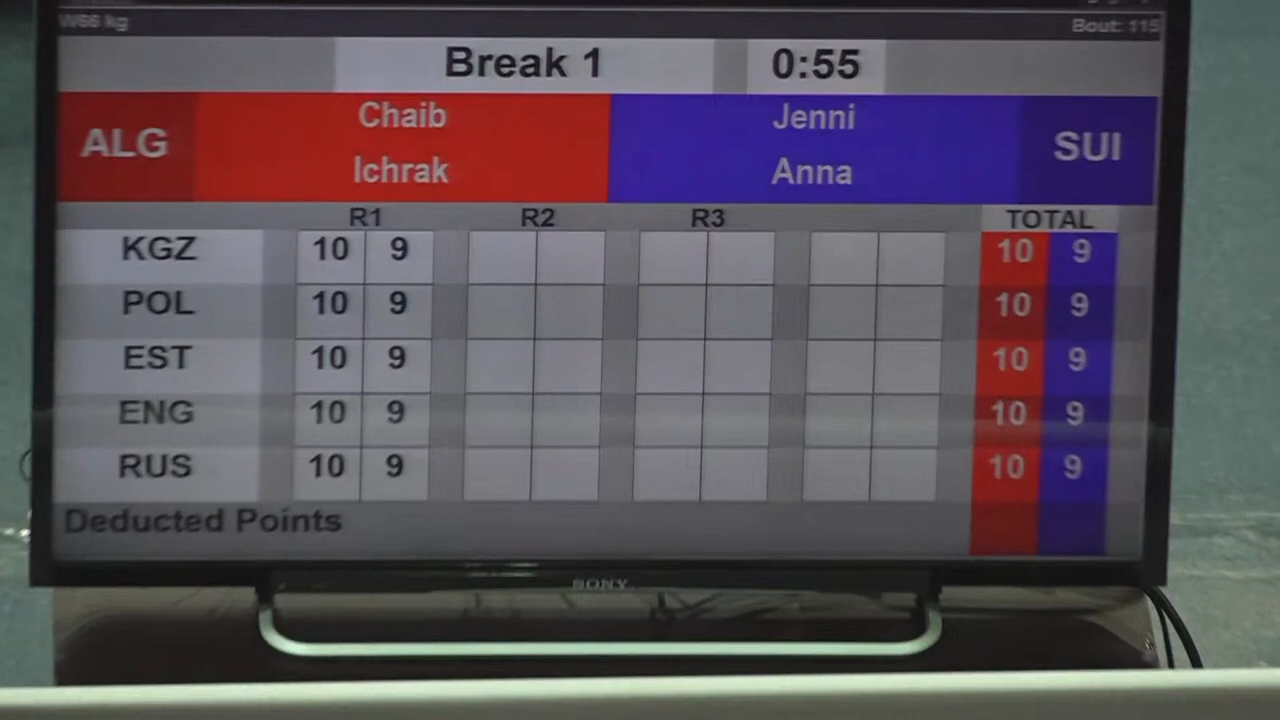 W66 kg Bout: 115
Break 1 0:55
ALG Chaib Ichrak Jenni Anna SUI
R1 R2 R3 TOTAL
KGZ 10 9 10 9
POL 10 9 10 9
EST 10 9 10 9
ENG 10 9 10 9
RUS 10 9 10 9
Deducted Points
SONY